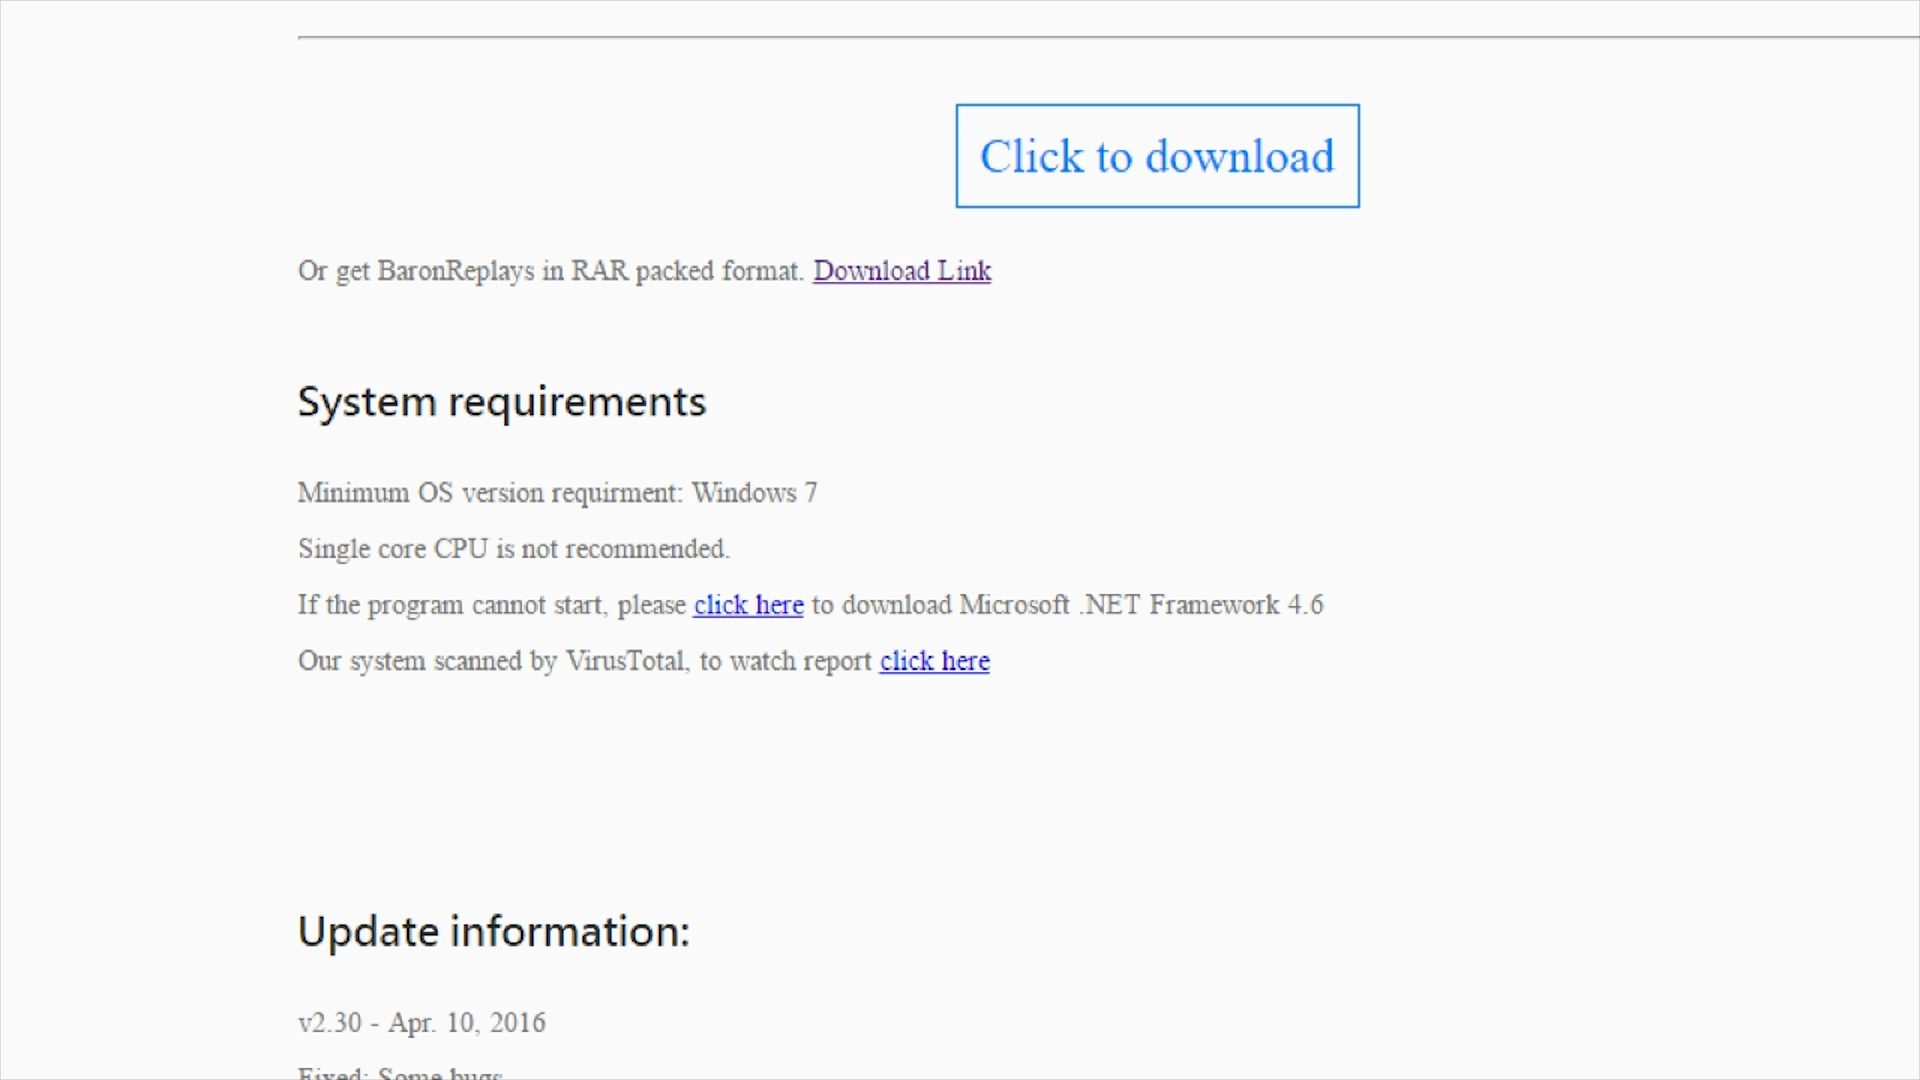 Click to download
Or get BaronReplays in RAR packed format. Download Link
System requirements
Minimum OS version requirment: Windows 7
Single core CPU is not recommended.
If the program cannot start, please click here to download Microsoft .NET Framework 4.6
Our system scanned by VirusTotal, to watch report click here
Update information:
v2.30 - Apr. 10, 2016
Fixed: Some bugs